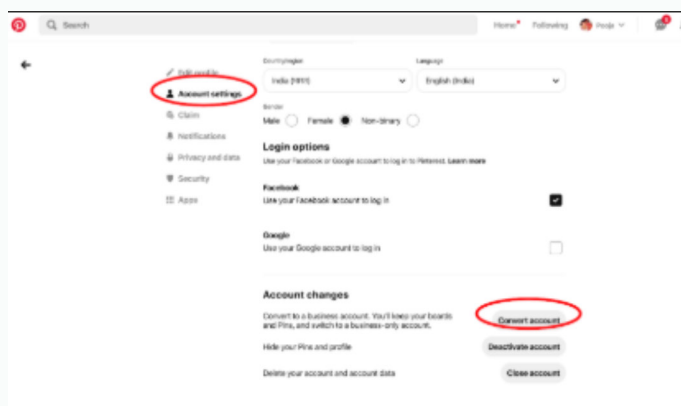 Search
Home Following Pooja
Edit profile
Account settings
Claim
Notifications
Privacy and data
Security
Apps
Country/region Language
India English (India)
Gender
Male Female Non-binary
Login options
Use your Facebook or Google account to log in to Pinterest. Learn more
Facebook
Use your Facebook account to log in
Google
Use your Google account to log in
Account changes
Convert to a business account. You'll keep your boards
and Pins, and switch to a business-only account.
Convert account
Hide your Pins and profile
Deactivate account
Delete your account and account data
Close account